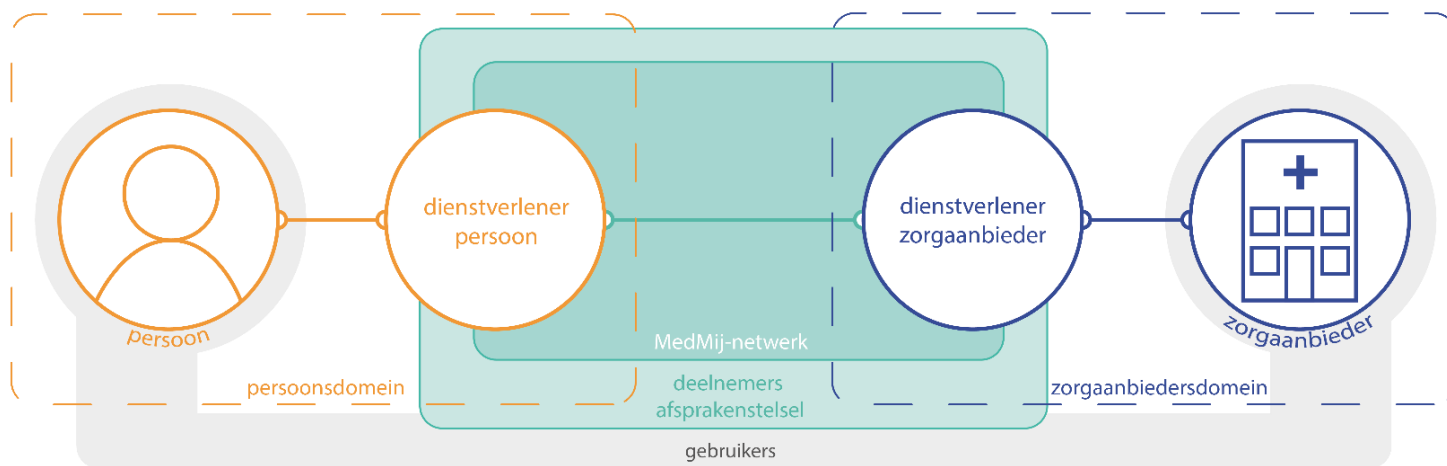 dienstverlener
persoon
dienstverlener
zorgaanbieder
persoon
zorgaanbieder
MedMij-netwerk
persoonsdomein
deelnemers
afsprakenstelsel
zorgaanbiedersdomein
gebruikers